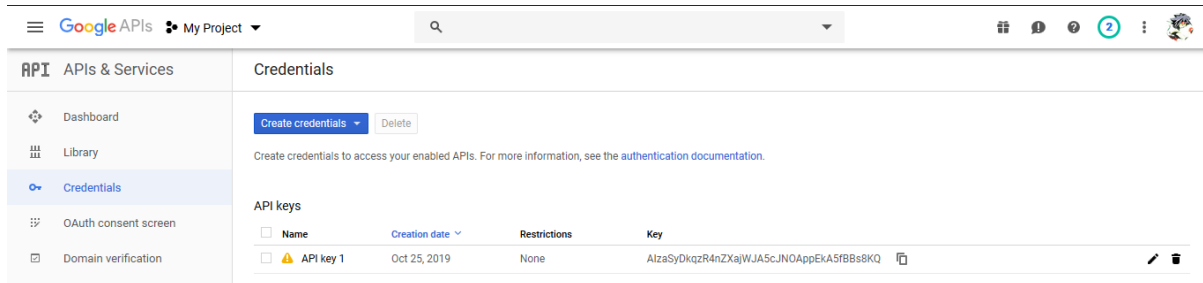 Google APIs My Project
2
API APIs & Services
Credentials
Dashboard
Library
Credentials
OAuth consent screen
Domain verification
Create credentials Delete
Create credentials to access your enabled APIs. For more information, see the authentication documentation.
API keys
Name Creation date Restrictions Key
API key 1 Oct 25, 2019 None AIzaSyDkqzR4nZXajWJA5cJNOAppEkA5fBBs8KQ